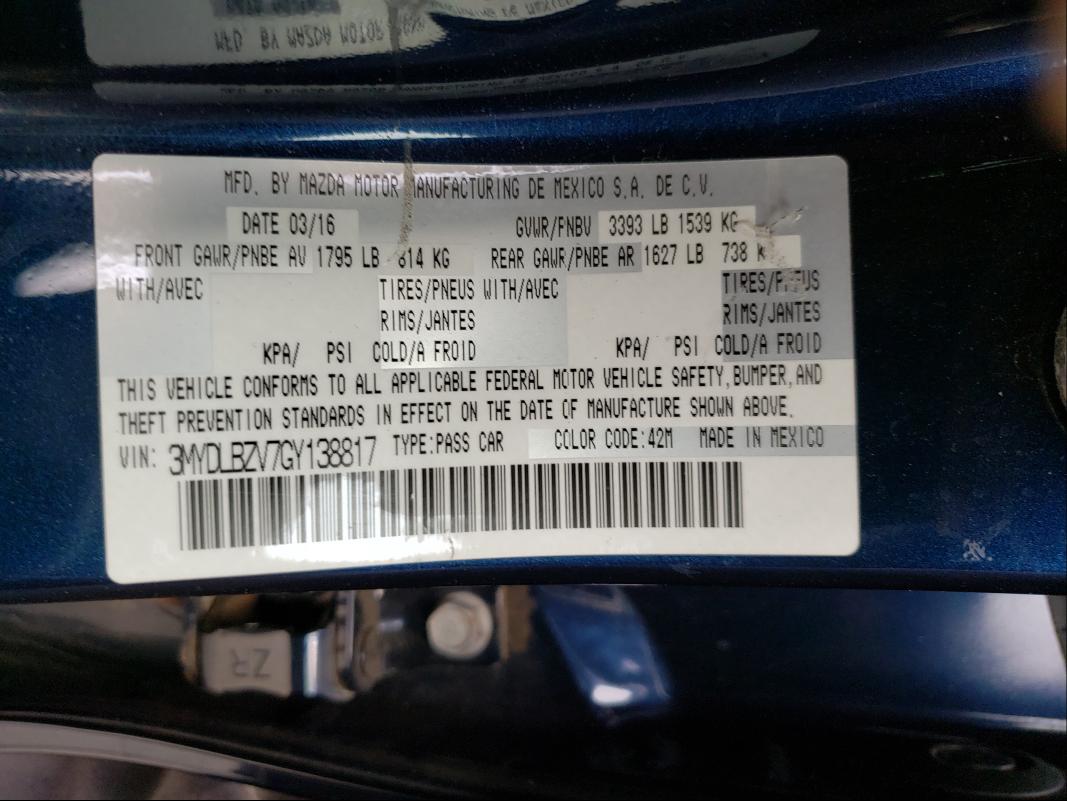 MFD. BY MAZDA MOTOR MANUFACTURING DE MEXICO S.A. DE C.V.
DATE 03/16 GVWR/FNBV 3393 LB 1539 KG
FRONT GAWR/PNBE AV 1795 LB 814 KG REAR GAWR/PNBE AR 1627 LB 738 K
WITH/AVEC TIRES/PNEUS WITH/AVEC TIRES/PNEUS
RIMS/JANTES RIMS/JANTES
KPA/ PSI COLD/A FROID KPA/ PSI COLD/A FROID
THIS VEHICLE CONFORMS TO ALL APPLICABLE FEDERAL MOTOR VEHICLE SAFETY, BUMPER, AND
THEFT PREVENTION STANDARDS IN EFFECT ON THE DATE OF MANUFACTURE SHOWN ABOVE.
VIN: 3MYDLBZV7GY138817 TYPE:PASS CAR COLOR CODE:42M MADE IN MEXICO
ZR